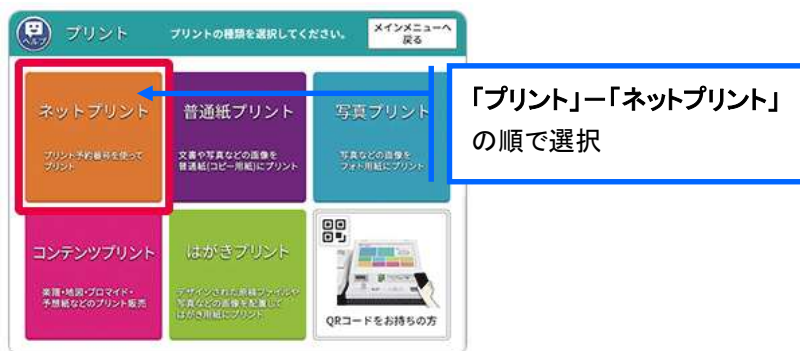 ヘルプ
プリント
プリントの種類を選択してください。
メインメニューへ
戻る
ネットプリント
プリント予約番号を使って
プリント
普通紙プリント
文書や写真などの画像を
普通紙(コピー用紙)にプリント
写真プリント
写真などの画像を
フォト用紙にプリント
「プリント」－「ネットプリント」
の順で選択
コンテンツプリント
楽譜・地図・ブロマイド・
予想紙などのプリント販売
はがきプリント
デザインされた原稿ファイルや
写真などの画像を配置して
はがき用紙にプリント
QRコードをお持ちの方